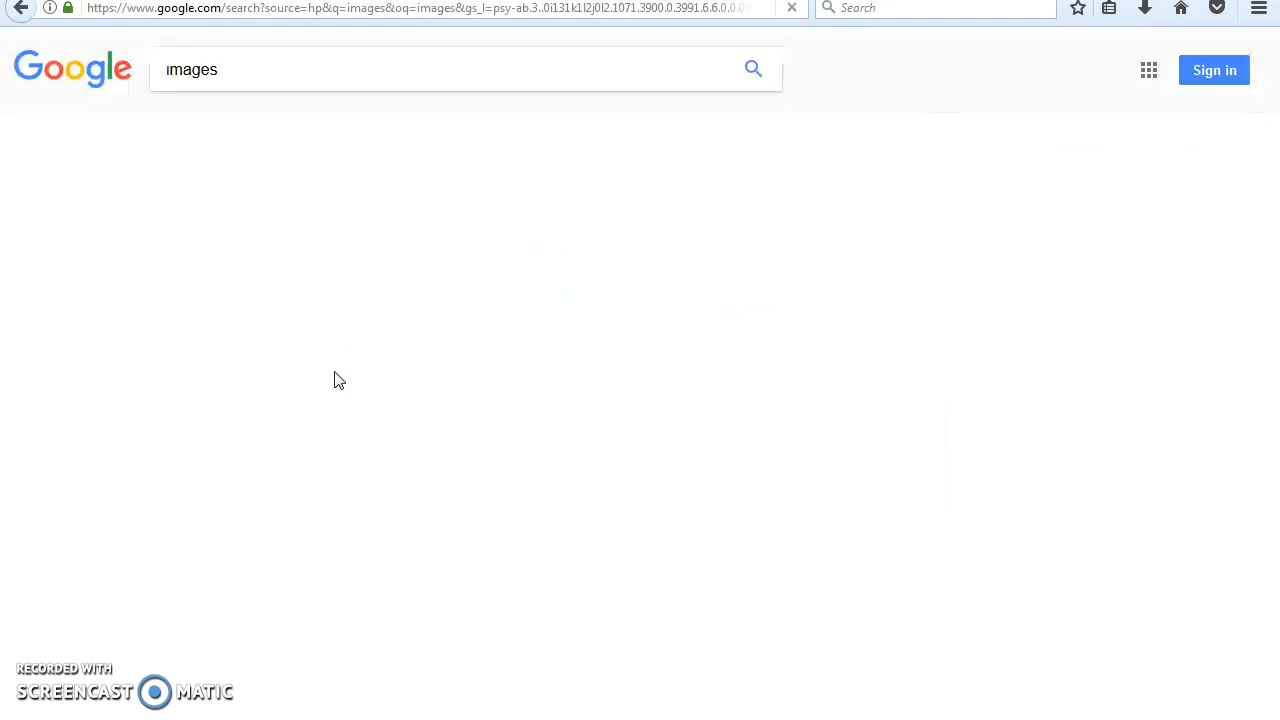 https://www.google.com/search?source=hp&q=images&oq=images&gs_l=psy-ab.3..0i131k1l2j0l2.1071.3900.0.3991.6.6.0.0.0.
Search
Google
images
Sign in
RECORDED WITH
SCREENCAST MATIC